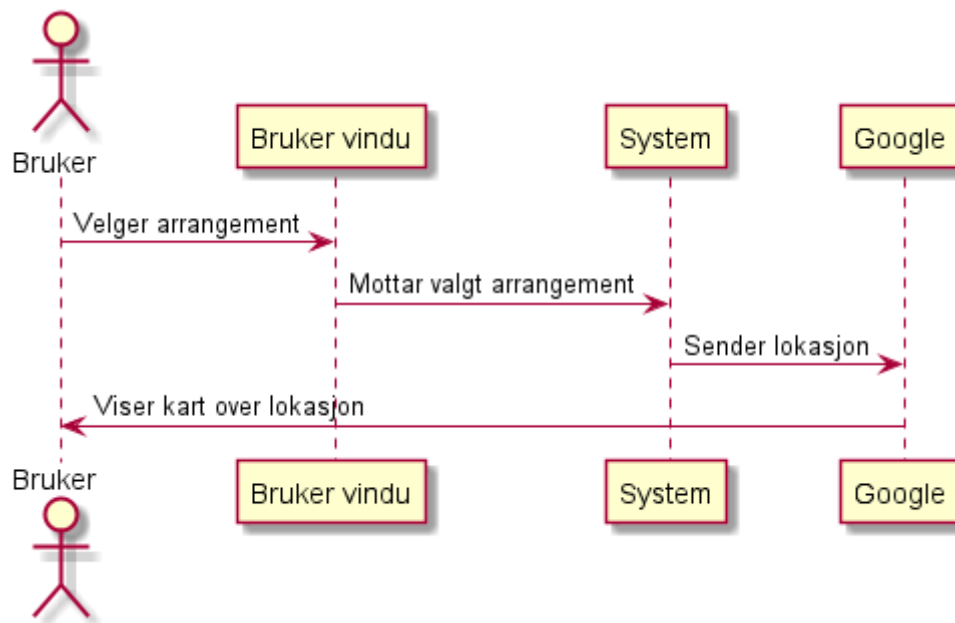 Bruker
Bruker vindu
System
Google
Velger arrangement
Mottar valgt arrangement
Sender lokasjon
Viser kart over lokasjon
Bruker
Bruker vindu
System
Google